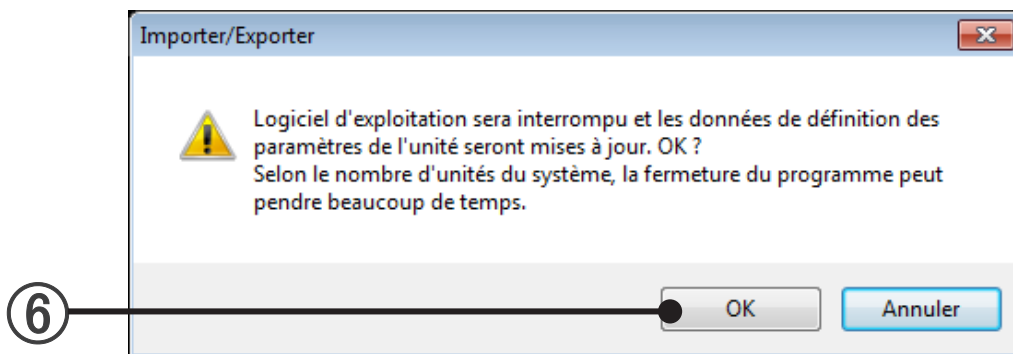 Importer/Exporter
Logiciel d'exploitation sera interrompu et les données de définition des
paramètres de l'unité seront mises à jour. OK ?
Selon le nombre d'unités du système, la fermeture du programme peut
pendre beaucoup de temps.
⑥ OK Annuler